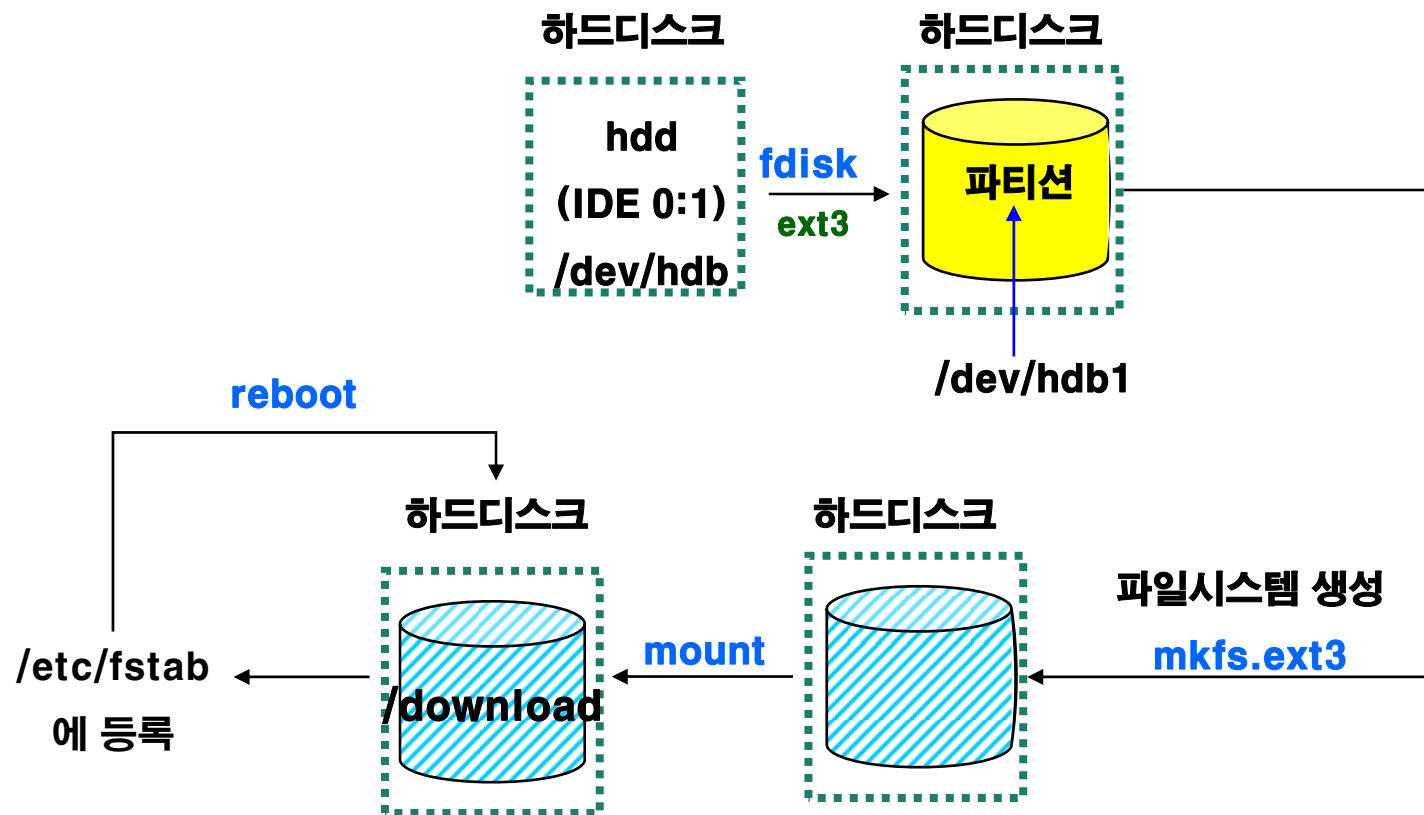 하드디스크
하드디스크
hdd
(IDE 0:1)
/dev/hdb
fdisk
ext3
파티션
/dev/hdb1
reboot
하드디스크
하드디스크
파일시스템 생성
mkfs.ext3
mount
/download
/etc/fstab
에 등록